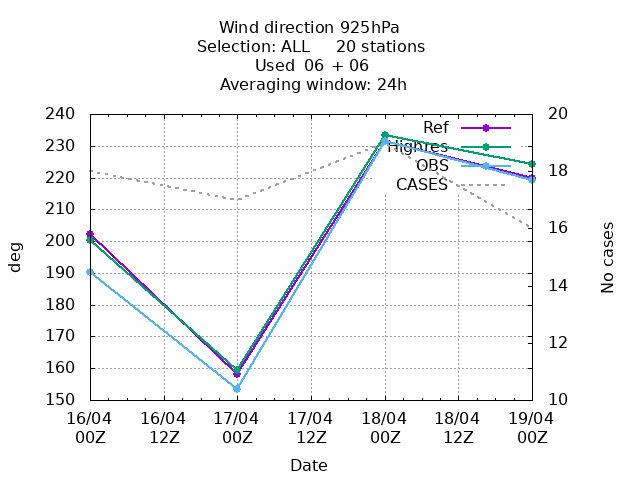 Wind direction 925hPa
Selection: ALL 20 stations
Used 06 + 06
Averaging window: 24h
240
230
220
210
200
190
180
170
160
150
deg
20
18
16
14
12
10
No cases
Ref
Highres
OBS
CASES
16/04 16/04 17/04 17/04 18/04 18/04 19/04
00Z 12Z 00Z 12Z 00Z 12Z 00Z
Date